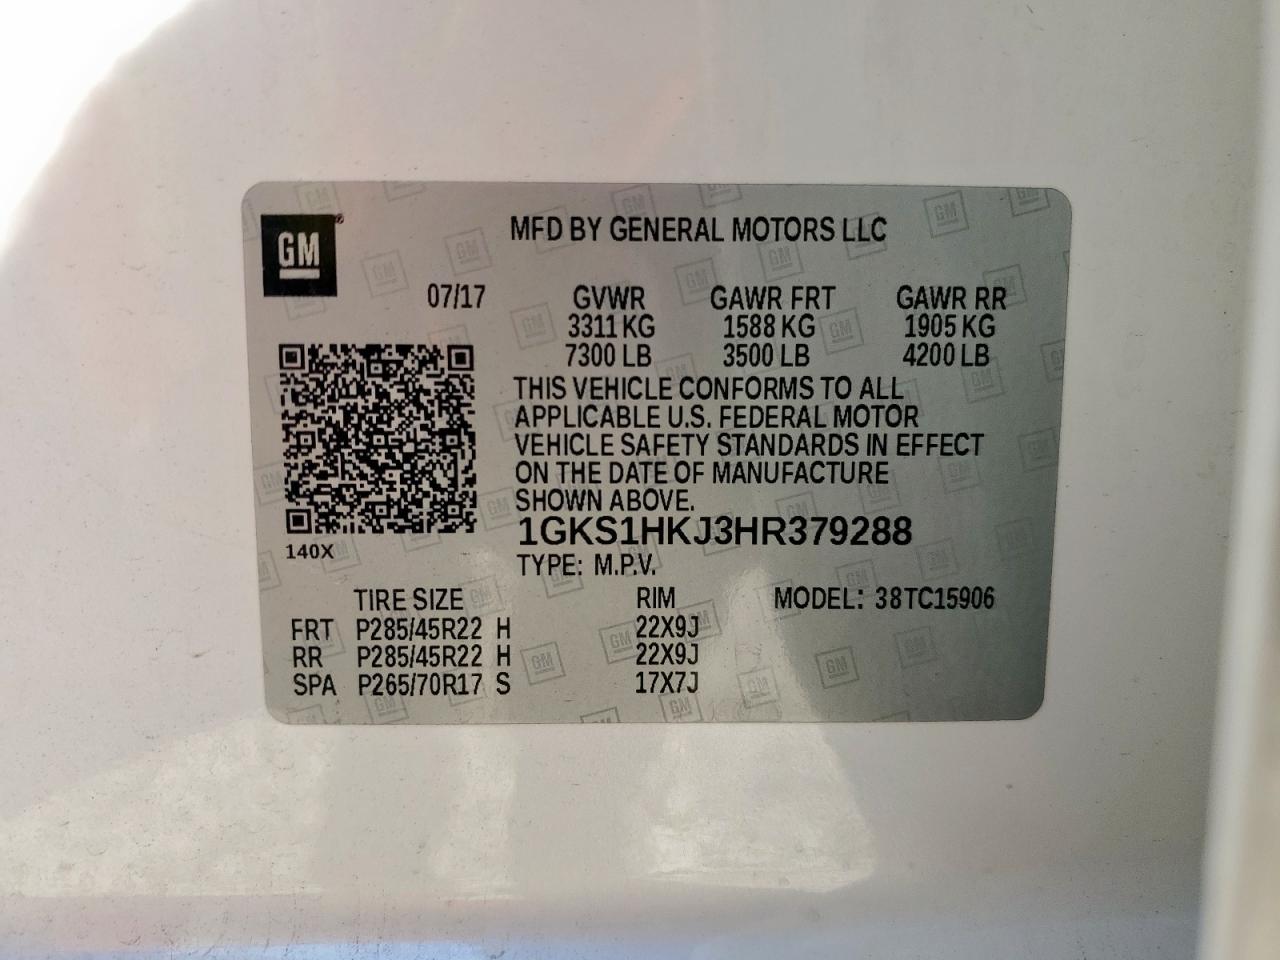 GM®
MFD BY GENERAL MOTORS LLC
07/17 GVWR GAWR FRT GAWR RR
3311 KG 1588 KG 1905 KG
7300 LB 3500 LB 4200 LB
THIS VEHICLE CONFORMS TO ALL
APPLICABLE U.S. FEDERAL MOTOR
VEHICLE SAFETY STANDARDS IN EFFECT
ON THE DATE OF MANUFACTURE
SHOWN ABOVE.
1GKS1HKJ3HR379288
140X
TYPE: M.P.V.
TIRE SIZE RIM MODEL: 38TC15906
FRT P285/45R22 H 22X9J
RR P285/45R22 H 22X9J
SPA P265/70R17 S 17X7J